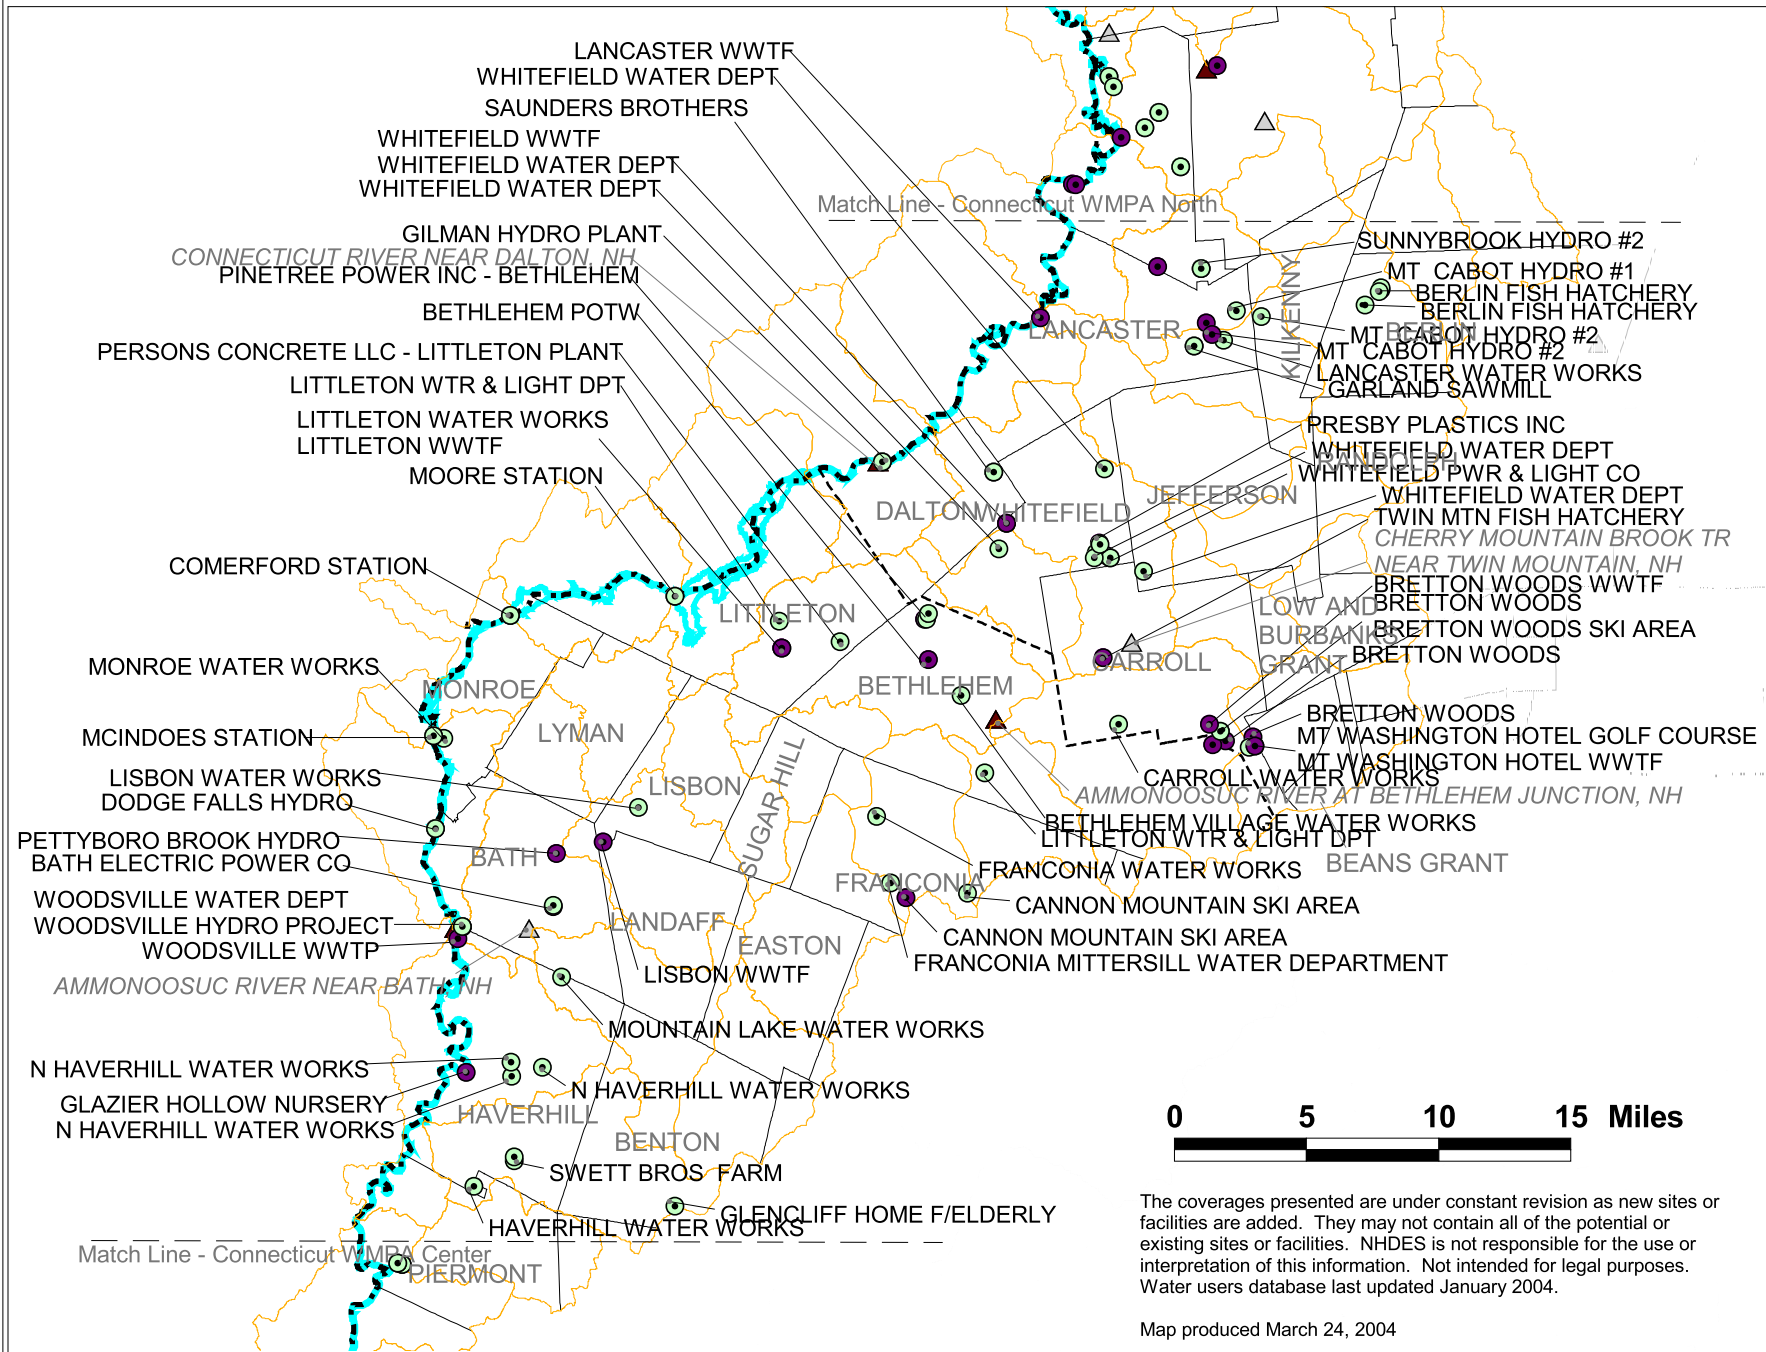 LANCASTER WWTF
WHITEFIELD WATER DEPT
SAUNDERS BROTHERS
WHITEFIELD WWTF
WHITEFIELD WATER DEPT
WHITEFIELD WATER DEPT
Match Line - Connecticut WMPA North
GILMAN HYDRO PLANT
CONNECTICUT RIVER NEAR DALTON, NH
PINETREE POWER INC - BETHLEHEM
BETHLEHEM POTW
PERSONS CONCRETE LLC - LITTLETON PLANT
LITTLETON WTR & LIGHT DPT
LITTLETON WATER WORKS
LITTLETON WWTF
MOORE STATION
COMERFORD STATION
MONROE WATER WORKS
MCINDOES STATION
LISBON WATER WORKS
DODGE FALLS HYDRO
PETTYBORO BROOK HYDRO
BATH ELECTRIC POWER CO
WOODSVILLE WATER DEPT
WOODSVILLE HYDRO PROJECT
WOODSVILLE WWTP
AMMONOOSUC RIVER NEAR BATH, NH
N HAVERHILL WATER WORKS
GLAZIER HOLLOW NURSERY
N HAVERHILL WATER WORKS
SUNNYBROOK HYDRO #2
MT CABOT HYDRO #1
BERLIN FISH HATCHERY
BERLIN FISH HATCHERY
BERLIN
MT CABOT HYDRO #2
MT CABOT HYDRO #2
LANCASTER WATER WORKS
GARLAND SAWMILL
LANCASTER
KILKENNY
PRESBY PLASTICS INC
WHITEFIELD WATER DEPT
RANDOLPH
WHITEFIELD PWR & LIGHT CO
WHITEFIELD WATER DEPT
TWIN MTN FISH HATCHERY
CHERRY MOUNTAIN BROOK TR
NEAR TWIN MOUNTAIN, NH
JEFFERSON
DALTON
WHITEFIELD
BRETTON WOODS WWTF
BRETTON WOODS
LOW AND
BURBANKS
GRANT
BRETTON WOODS SKI AREA
BRETTON WOODS
BRETTON WOODS
MT WASHINGTON HOTEL GOLF COURSE
MT WASHINGTON HOTEL WWTF
CARROLL
CARROLL WATER WORKS
AMMONOOSUC RIVER AT BETHLEHEM JUNCTION, NH
BETHLEHEM VILLAGE WATER WORKS
LITTLETON WTR & LIGHT DPT
BEANS GRANT
FRANCONIA WATER WORKS
CANNON MOUNTAIN SKI AREA
CANNON MOUNTAIN SKI AREA
FRANCONIA MITTERSILL WATER DEPARTMENT
LITTLETON
BETHLEHEM
MONROE
LYMAN
LISBON
SUGAR HILL
BATH
FRANCONIA
LANDAFF
EASTON
LISBON WWTF
MOUNTAIN LAKE WATER WORKS
N HAVERHILL WATER WORKS
HAVERHILL
BENTON
SWETT BROS FARM
GLENCLIFF HOME F/ELDERLY
HAVERHILL WATER WORKS
Match Line - Connecticut WMPA Center
PIERMONT
0 5 10 15 Miles
The coverages presented are under constant revision as new sites or
facilities are added. They may not contain all of the potential or
existing sites or facilities. NHDES is not responsible for the use or
interpretation of this information. Not intended for legal purposes.
Water users database last updated January 2004.
Map produced March 24, 2004